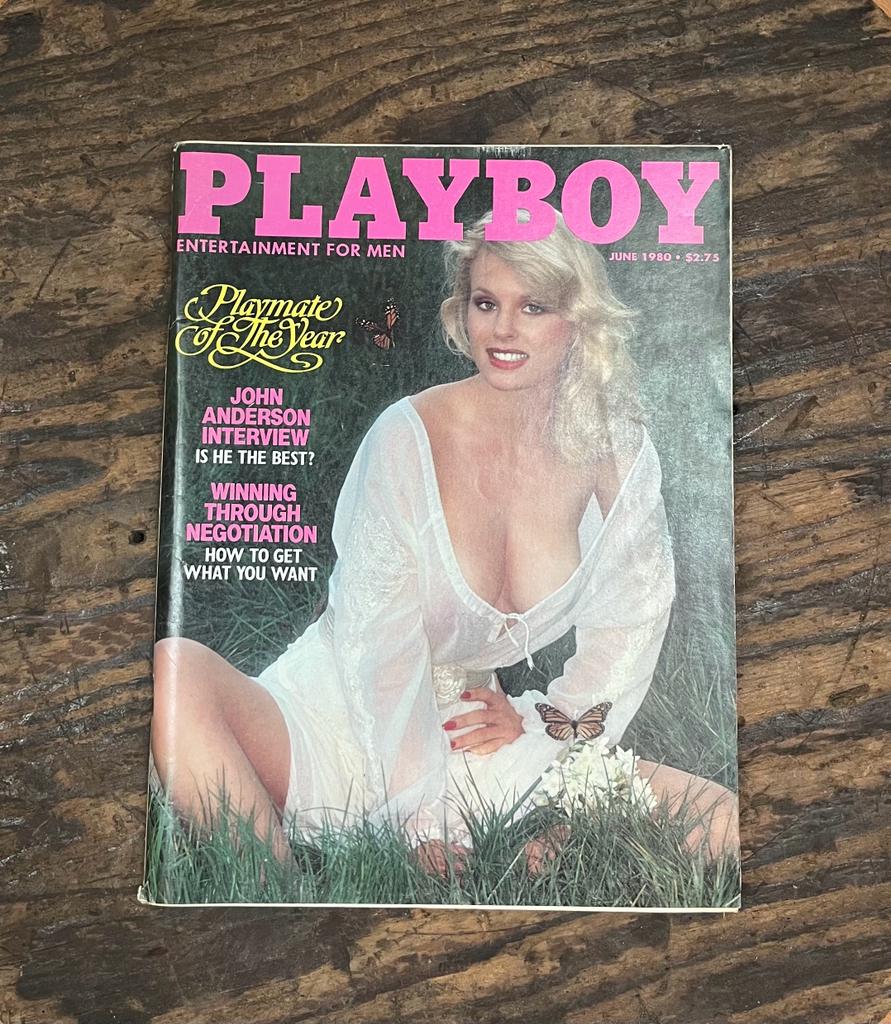 PLAYBOY
ENTERTAINMENT FOR MEN
JUNE 1980 • $2.75
Playmate
of The Year
JOHN
ANDERSON
INTERVIEW
IS HE THE BEST?
WINNING
THROUGH
NEGOTIATION
HOW TO GET
WHAT YOU WANT